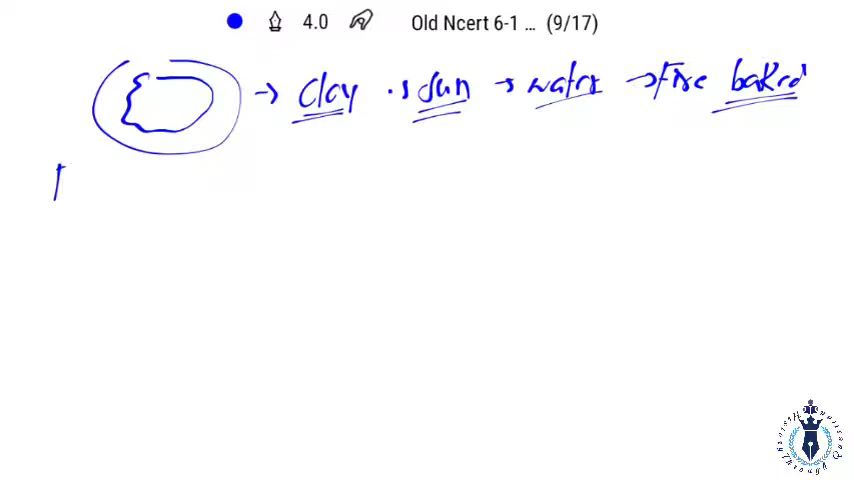 4.0 Old Ncert 6-1 ... (9/17)
→ clay → sun → water → fire baked